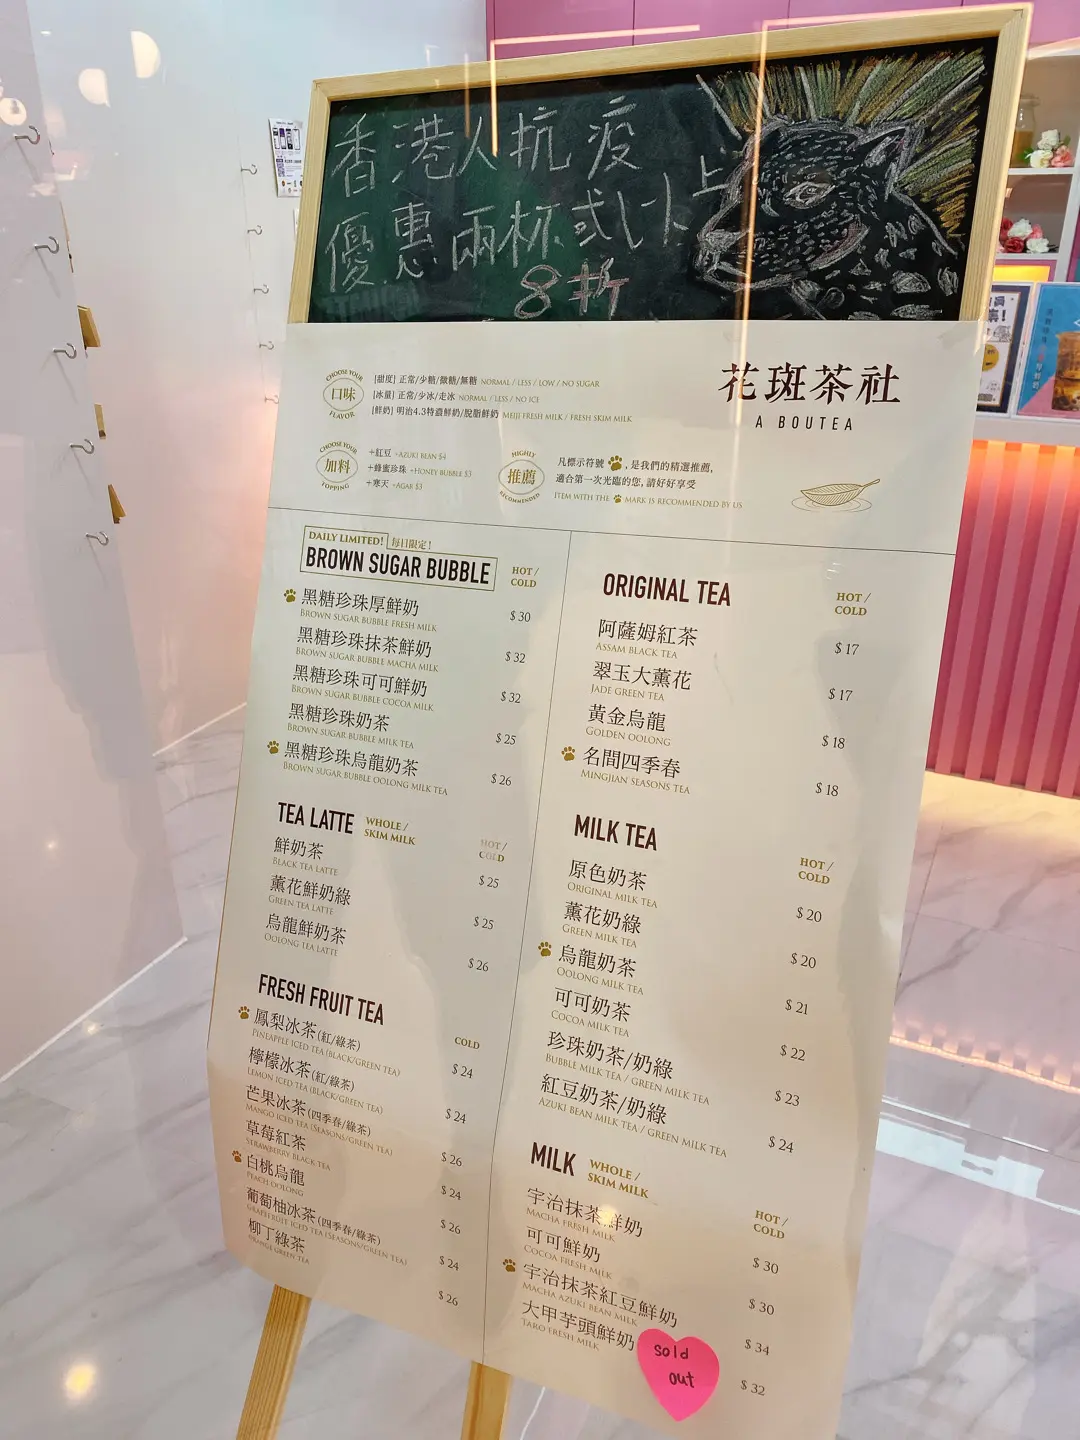 香港人抗疫
優惠兩杯或以上
8折
花斑茶社
A BOUTEA
CHOOSE YOUR
口味
FLAVOR
[甜度] 正常/少糖/微糖/無糖 NORMAL / LESS / LOW / NO SUGAR
[冰量] 正常/少冰/走冰 NORMAL / LESS / NO ICE
[鮮奶] 明治4.3特濃鮮奶/脫脂鮮奶 MEIJI FRESH MILK / FRESH SKIM MILK
CHOOSE YOUR
加料
TOPPING
+紅豆 +AZUKI BEAN $4
+蜂蜜珍珠 +HONEY BUBBLE $3
+寒天 +AGAR $3
HIGHLY
推薦
RECOMMENDED
凡標示符號 , 是我們的精選推薦,
適合第一次光臨的您, 請好好享受
ITEM WITH THE MARK IS RECOMMENDED BY US
DAILY LIMITED! 每日限定!
BROWN SUGAR BUBBLE HOT / COLD
黑糖珍珠厚鮮奶 $ 30
BROWN SUGAR BUBBLE FRESH MILK
黑糖珍珠抹茶鮮奶 $ 32
BROWN SUGAR BUBBLE MACHA MILK
黑糖珍珠可可鮮奶 $ 32
BROWN SUGAR BUBBLE COCOA MILK
黑糖珍珠奶茶 $ 25
BROWN SUGAR BUBBLE MILK TEA
黑糖珍珠烏龍奶茶 $ 26
BROWN SUGAR BUBBLE OOLONG MILK TEA
TEA LATTE WHOLE / SKIM MILK HOT / COLD
鮮奶茶 $ 25
BLACK TEA LATTE
薰花鮮奶綠 $ 25
GREEN TEA LATTE
烏龍鮮奶茶 $ 26
OOLONG TEA LATTE
FRESH FRUIT TEA COLD
鳳梨冰茶(紅/綠茶) $ 24
PINEAPPLE ICED TEA (BLACK/GREEN TEA)
檸檬冰茶(紅/綠茶) $ 24
LEMON ICED TEA (BLACK/GREEN TEA)
芒果冰茶(四季春/綠茶) $ 26
MANGO ICED TEA (SEASONS/GREEN TEA)
草莓紅茶 $ 24
STRAWBERRY BLACK TEA
白桃烏龍 $ 26
PEACH OOLONG
葡萄柚冰茶(四季春/綠茶) $ 24
GRAPEFRUIT ICED TEA (SEASONS/GREEN TEA)
柳丁綠茶 $ 26
ORANGE GREEN TEA
ORIGINAL TEA HOT / COLD
阿薩姆紅茶 $ 17
ASSAM BLACK TEA
翠玉大薰花 $ 17
JADE GREEN TEA
黃金烏龍 $ 18
GOLDEN OOLONG
名間四季春 $ 18
MINGJIAN SEASONS TEA
MILK TEA HOT / COLD
原色奶茶 $ 20
ORIGINAL MILK TEA
薰花奶綠 $ 20
GREEN MILK TEA
烏龍奶茶 $ 21
OOLONG MILK TEA
可可奶茶 $ 22
COCOA MILK TEA
珍珠奶茶/奶綠 $ 23
BUBBLE MILK TEA / GREEN MILK TEA
紅豆奶茶/奶綠 $ 24
AZUKI BEAN MILK TEA / GREEN MILK TEA
MILK WHOLE / SKIM MILK HOT / COLD
宇治抹茶鮮奶 $ 30
MACHA FRESH MILK
可可鮮奶 $ 30
COCOA FRESH MILK
宇治抹茶紅豆鮮奶 $ 34
MACHA AZUKI BEAN MILK
大甲芋頭鮮奶 $ 32
TARO FRESH MILK
sold
out